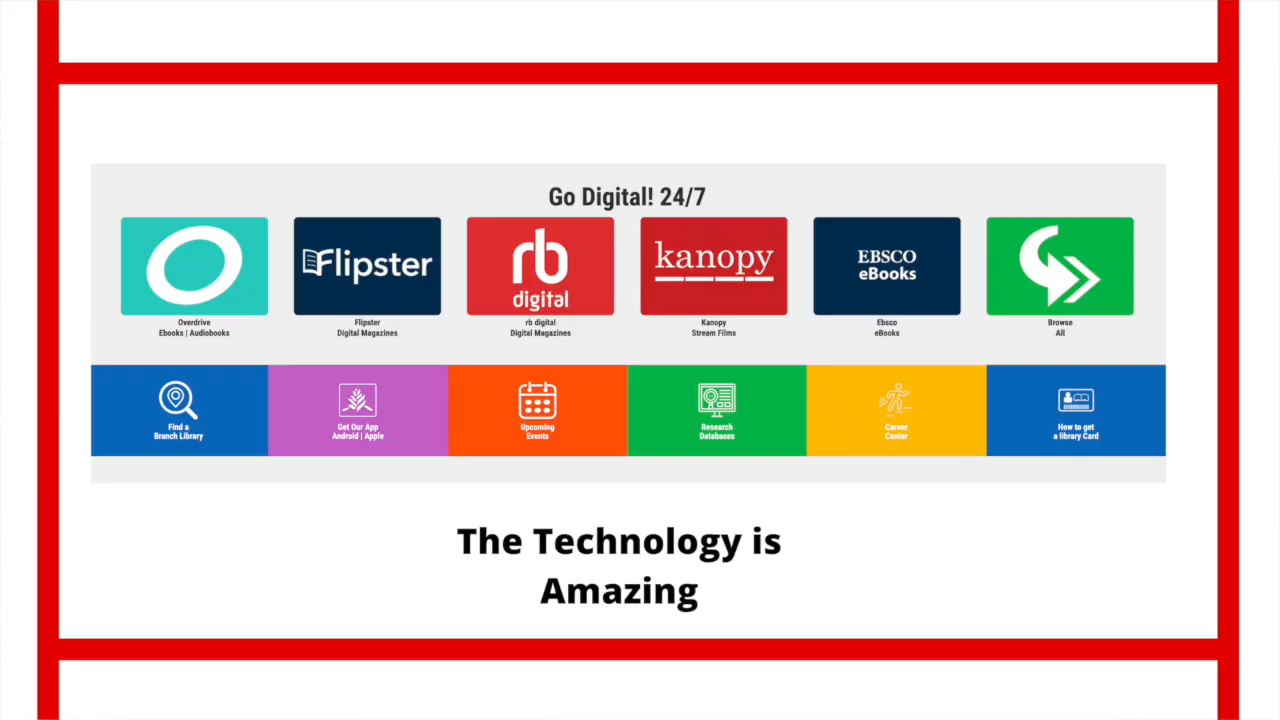 Go Digital! 24/7
Flipster
rb
digital
kanopy
EBSCO
eBooks
Overdrive
Ebooks | Audiobooks
Flipster
Digital Magazines
rb digital
Digital Magazines
Kanopy
Stream Films
Ebsco
eBooks
Browse
All
Find a
Branch Library
Get Our App
Android | Apple
Upcoming
Events
Research
Databases
Career
Center
How to get
a library Card
The Technology is
Amazing